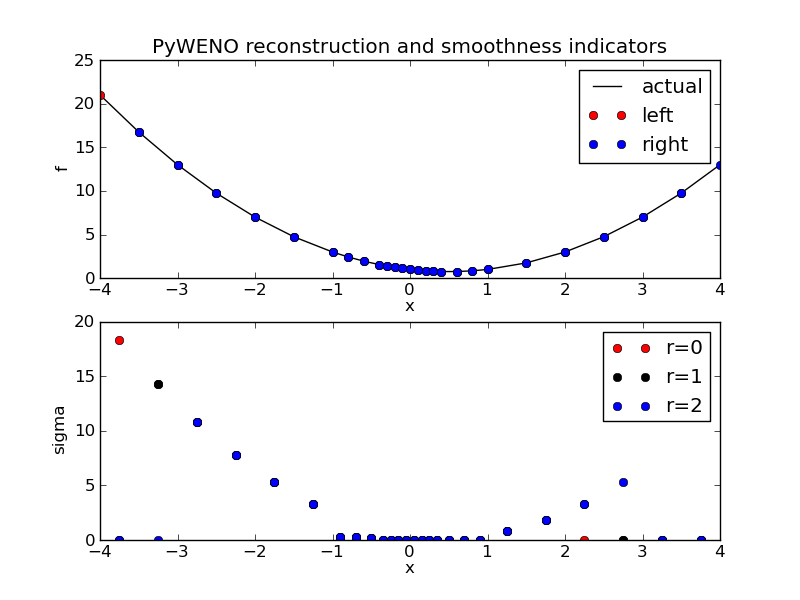 PyWENO reconstruction and smoothness indicators
25
20
15
10
5
0
f
actual
left
right
−4 −3 −2 −1 0 1 2 3 4
x
20
15
10
5
0
sigma
r=0
r=1
r=2
−4 −3 −2 −1 0 1 2 3 4
x